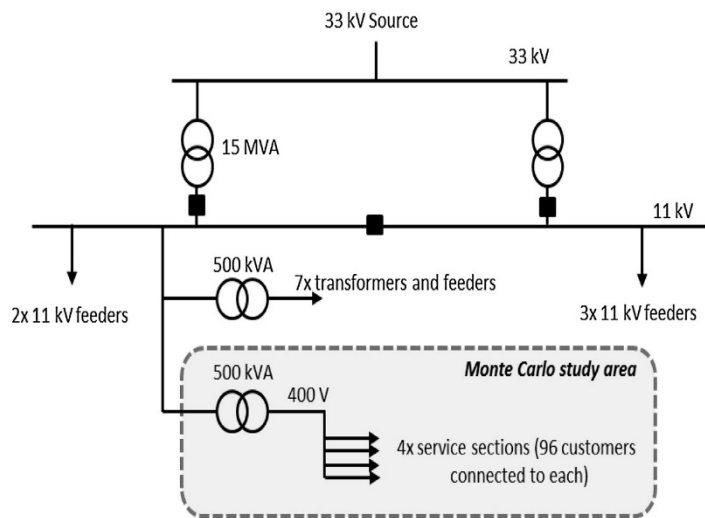 33 kV Source
33 kV
15 MVA
11 kV
500 kVA
7x transformers and feeders
2x 11 kV feeders
3x 11 kV feeders
500 kVA
Monte Carlo study area
400 V
4x service sections (96 customers
connected to each)